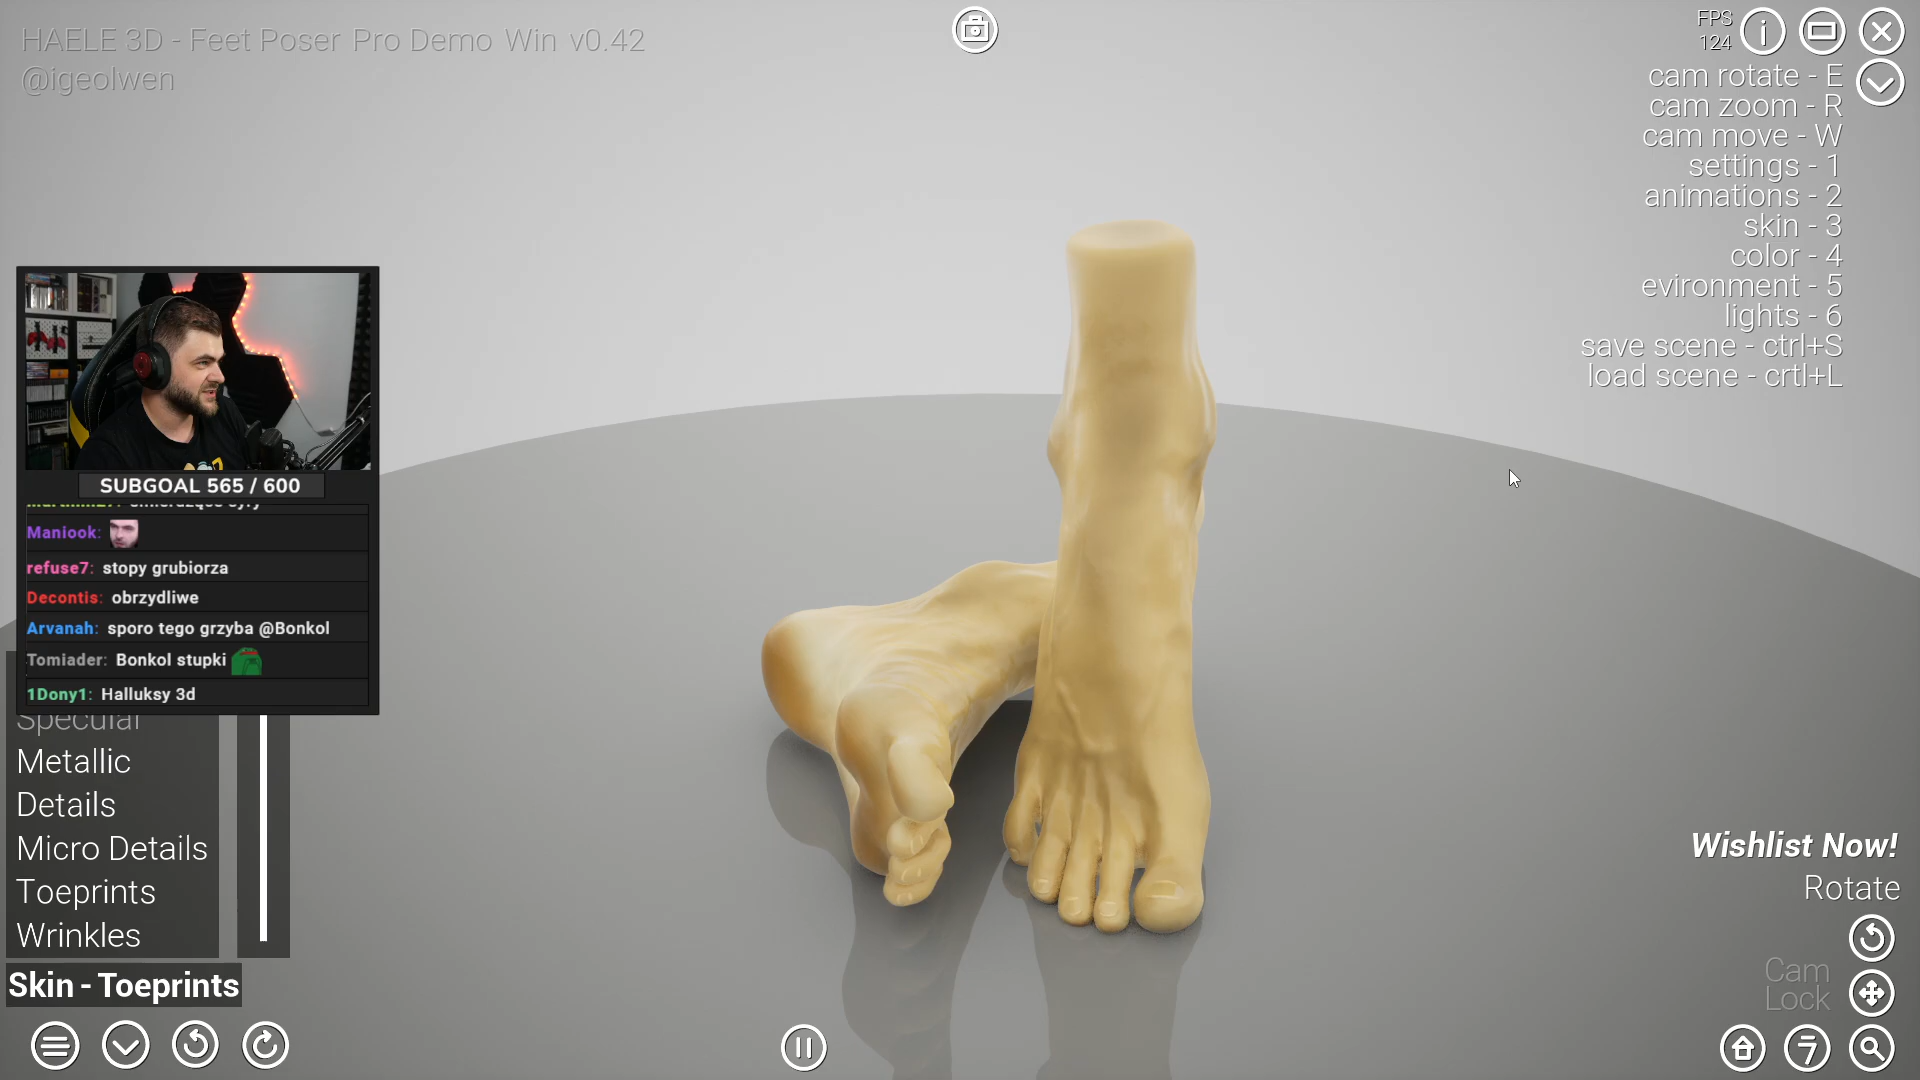 HAELE 3D - Feet Poser Pro Demo Win v0.42
@igeolwen
FPS
124
cam rotate - E
cam zoom - R
cam move - W
settings - 1
animations - 2
skin - 3
color - 4
evironment - 5
lights - 6
save scene - ctrl+S
load scene - crtl+L
SUBGOAL 565 / 600
Maniook:
refuse7: stopy grubiorza
Decontis: obrzydliwe
Arvanah: sporo tego grzyba @Bonkol
Tomiader: Bonkol stupki
1Dony1: Halluksy 3d
Specular
Metallic
Details
Micro Details
Toeprints
Wrinkles
Skin - Toeprints
Wishlist Now!
Rotate
Cam
Lock
7